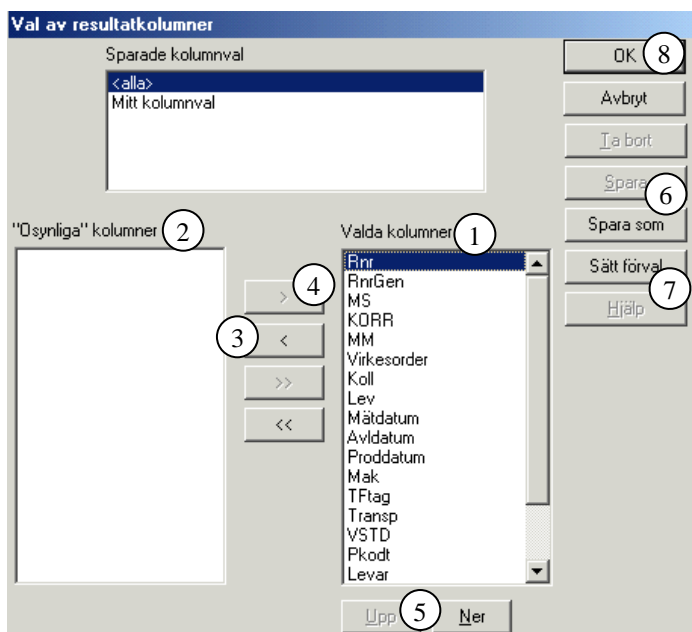 Val av resultatkolumner
Sparade kolumnval
<alla>
Mitt kolumnval
OK 8
Avbryt
Ta bort
Spara
6
Spara som
Sätt förval
7
Hjälp
"Osynliga" kolumner 2
Valda kolumner 1
> 4
3 <
>>
<<
Rnr
RnrGen
MS
KORR
MM
Virkesorder
Koll
Lev
Mätdatum
Avldatum
Proddatum
Mak
TFtag
Transp
VSTD
Pkodt
Levar
Upp 5 Ner